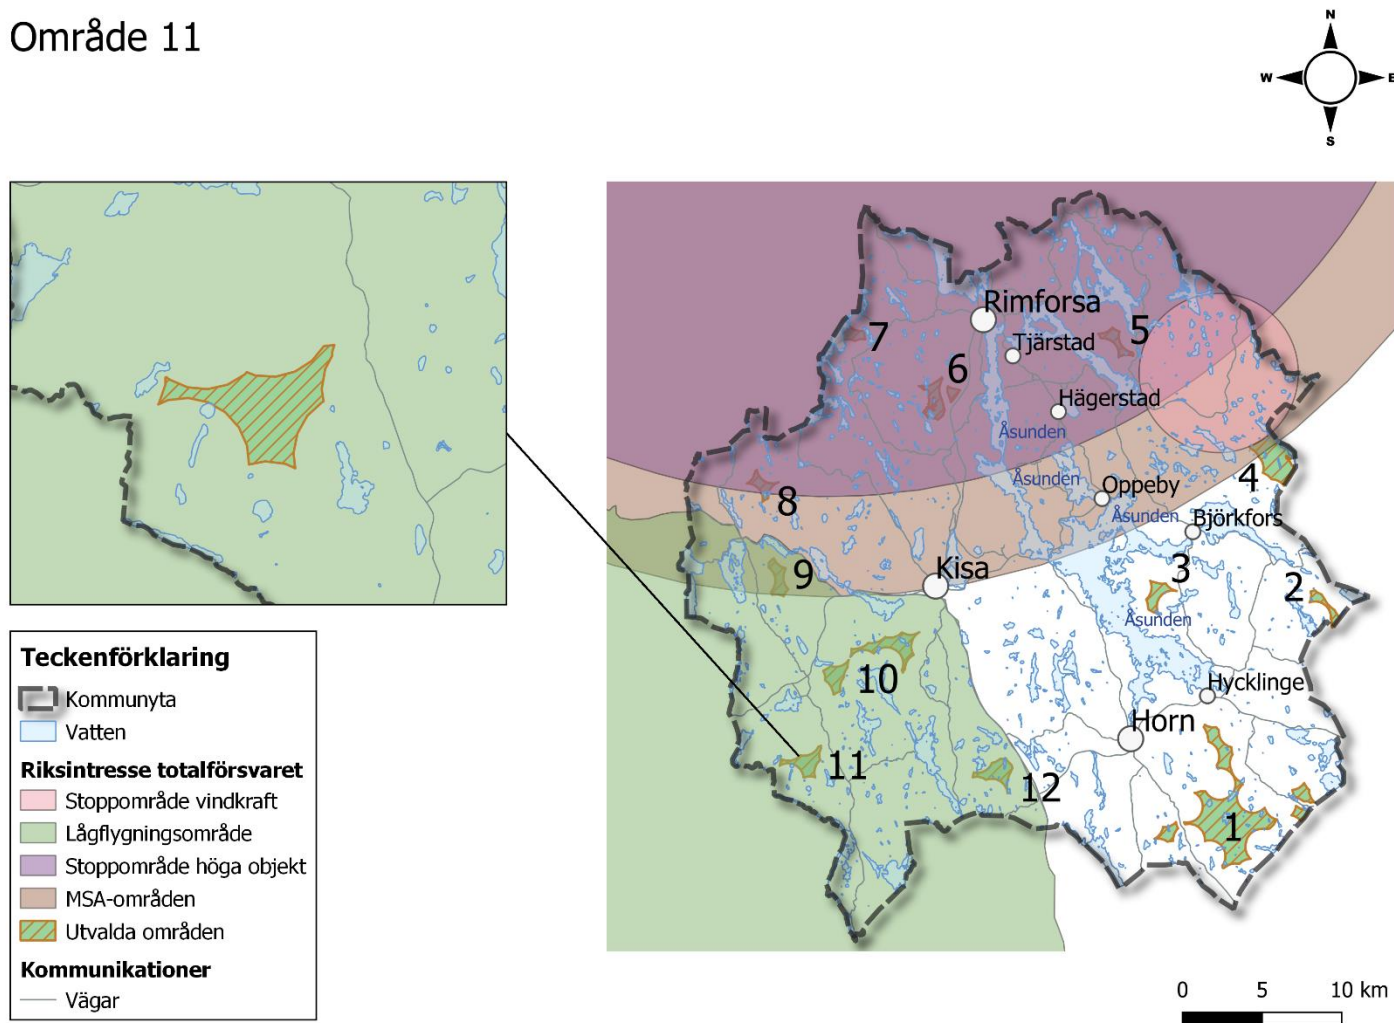 Område 11
N
W
E
S
Rimforsa
7
5
Tjärstad
6
Hägerstad
Åsunden
4
Åsunden
8
Oppeby
Åsunden
Björkfors
9
Kisa
3
2
Åsunden
10
Hycklinge
Horn
11
12
1
Teckenförklaring
Kommunyta
Vatten
Riksintresse totalförsvaret
Stoppområde vindkraft
Lågflygningsområde
Stoppområde höga objekt
MSA-områden
Utvalda områden
Kommunikationer
Vägar
0 5 10 km